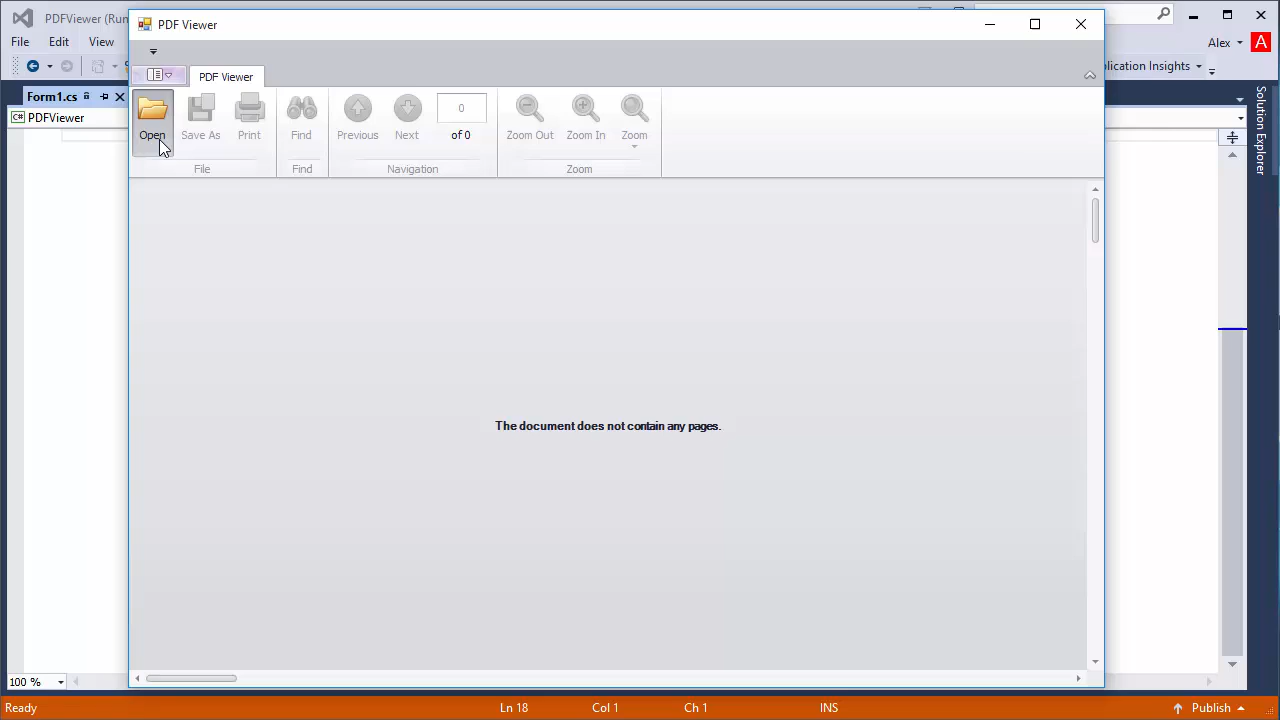 PDFViewer (Run
PDF Viewer
File Edit View
Alex
A
plication Insights
PDF Viewer
Form1.cs
C# PDFViewer
Open Save As Print Find Previous Next 0 of 0 Zoom Out Zoom In Zoom
File Find Navigation Zoom
Solution Explorer
The document does not contain any pages.
100 %
Ready Ln 18 Col 1 Ch 1 INS Publish